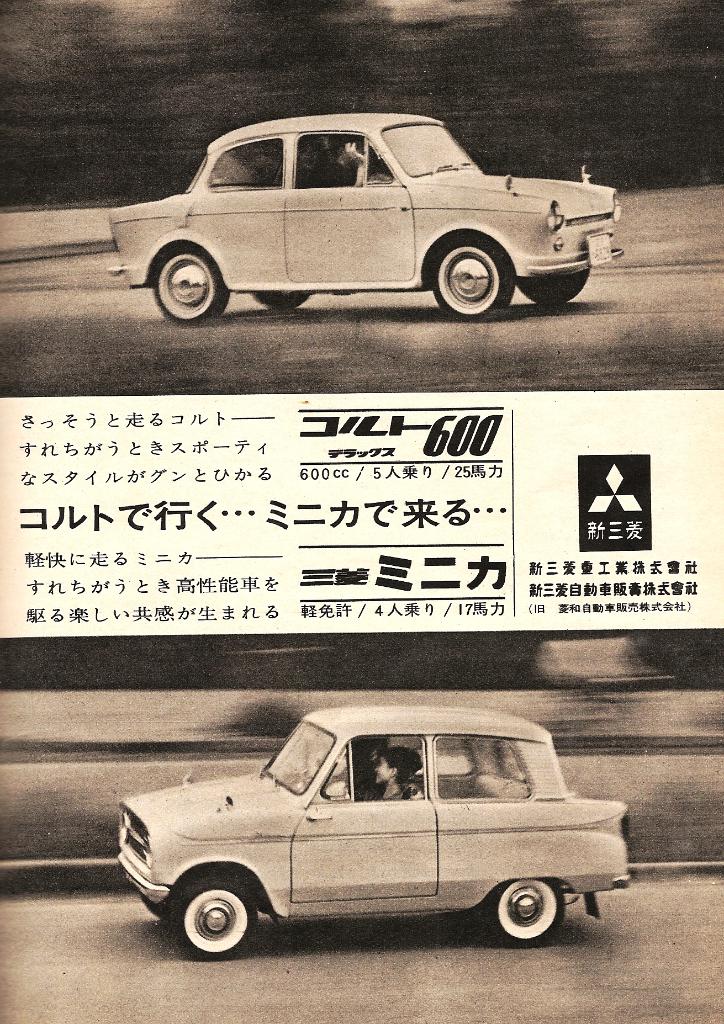 さっそうと走るコルト――
すれちがうときスポーティ
なスタイルがグンとひかる
コルト600
デラックス
600cc / 5人乗り / 25馬力
コルトで行く… ミニカで来る…
軽快に走るミニカ――――
すれちがうとき高性能車を
駆る楽しい共感が生まれる
三菱 ミニカ
軽免許 / 4人乗り / 17馬力
新三菱
新三菱重工業株式會社
新三菱自動車販賣株式會社
(旧 菱和自動車販売株式会社)